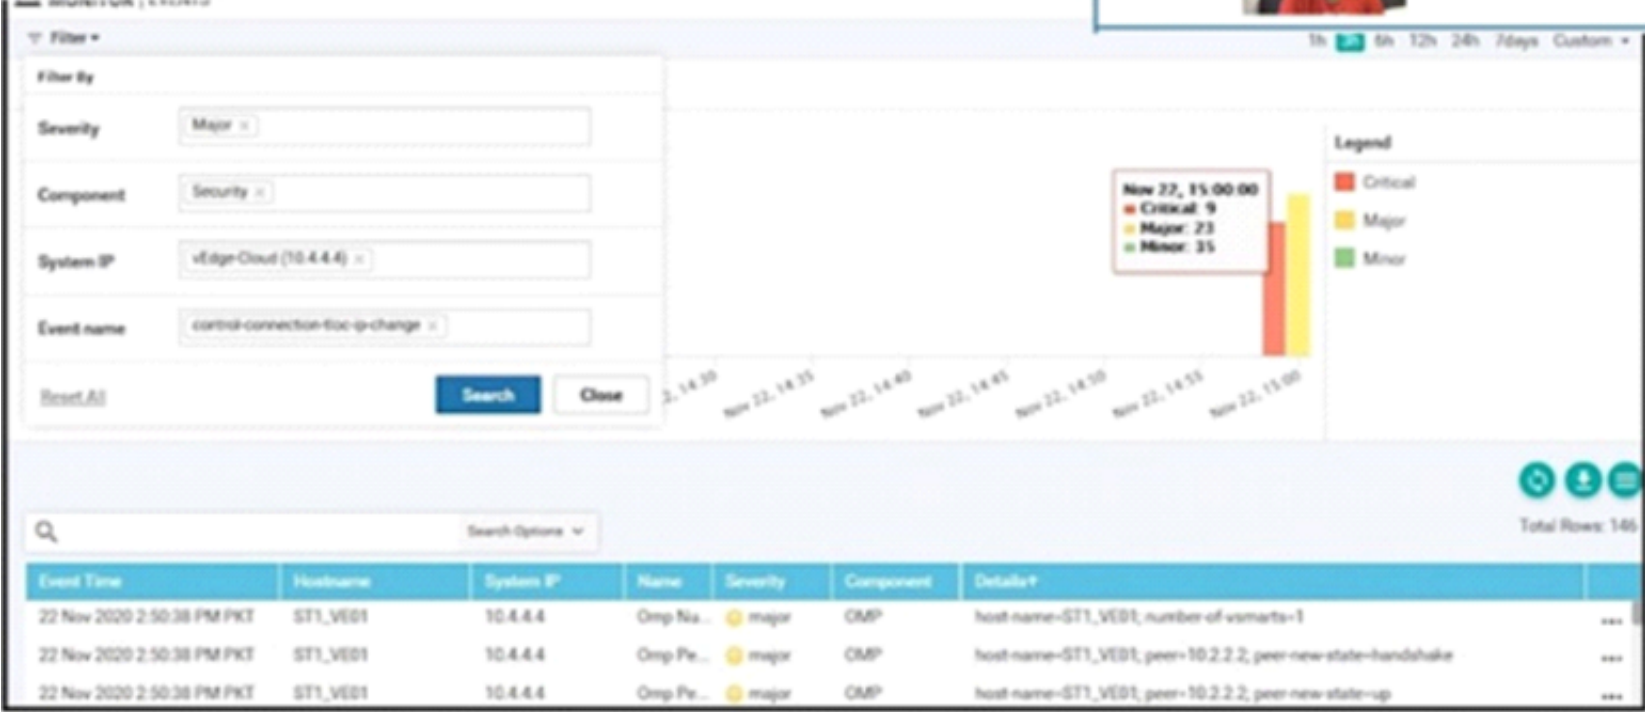 MONITOR | EVENTS
Filter
1h 3h 6h 12h 24h 7days Custom
Filter By
Severity Major ×
Component Security ×
System IP vEdge-Cloud (10.4.4.4) ×
Event name control-connection-tloc-ip-change ×
Reset All Search Close
Nov 22, 15:00:00
Critical: 9
Major: 23
Minor: 35
Legend
Critical
Major
Minor
2, 14:30 Nov 22, 14:35 Nov 22, 14:40 Nov 22, 14:45 Nov 22, 14:50 Nov 22, 14:55 Nov 22, 15:00
Search Options
Total Rows: 146
Event Time Hostname System IP Name Severity Component Details
22 Nov 2020 2:50:38 PM PKT ST1_VE01 10.4.4.4 Omp Nu... major OMP host-name=ST1_VE01; number-of-vsmarts=1 ...
22 Nov 2020 2:50:38 PM PKT ST1_VE01 10.4.4.4 Omp Pe... major OMP host-name=ST1_VE01; peer=10.2.2.2; peer-new-state=handshake ...
22 Nov 2020 2:50:38 PM PKT ST1_VE01 10.4.4.4 Omp Pe... major OMP host-name=ST1_VE01; peer=10.2.2.2; peer-new-state=up ...